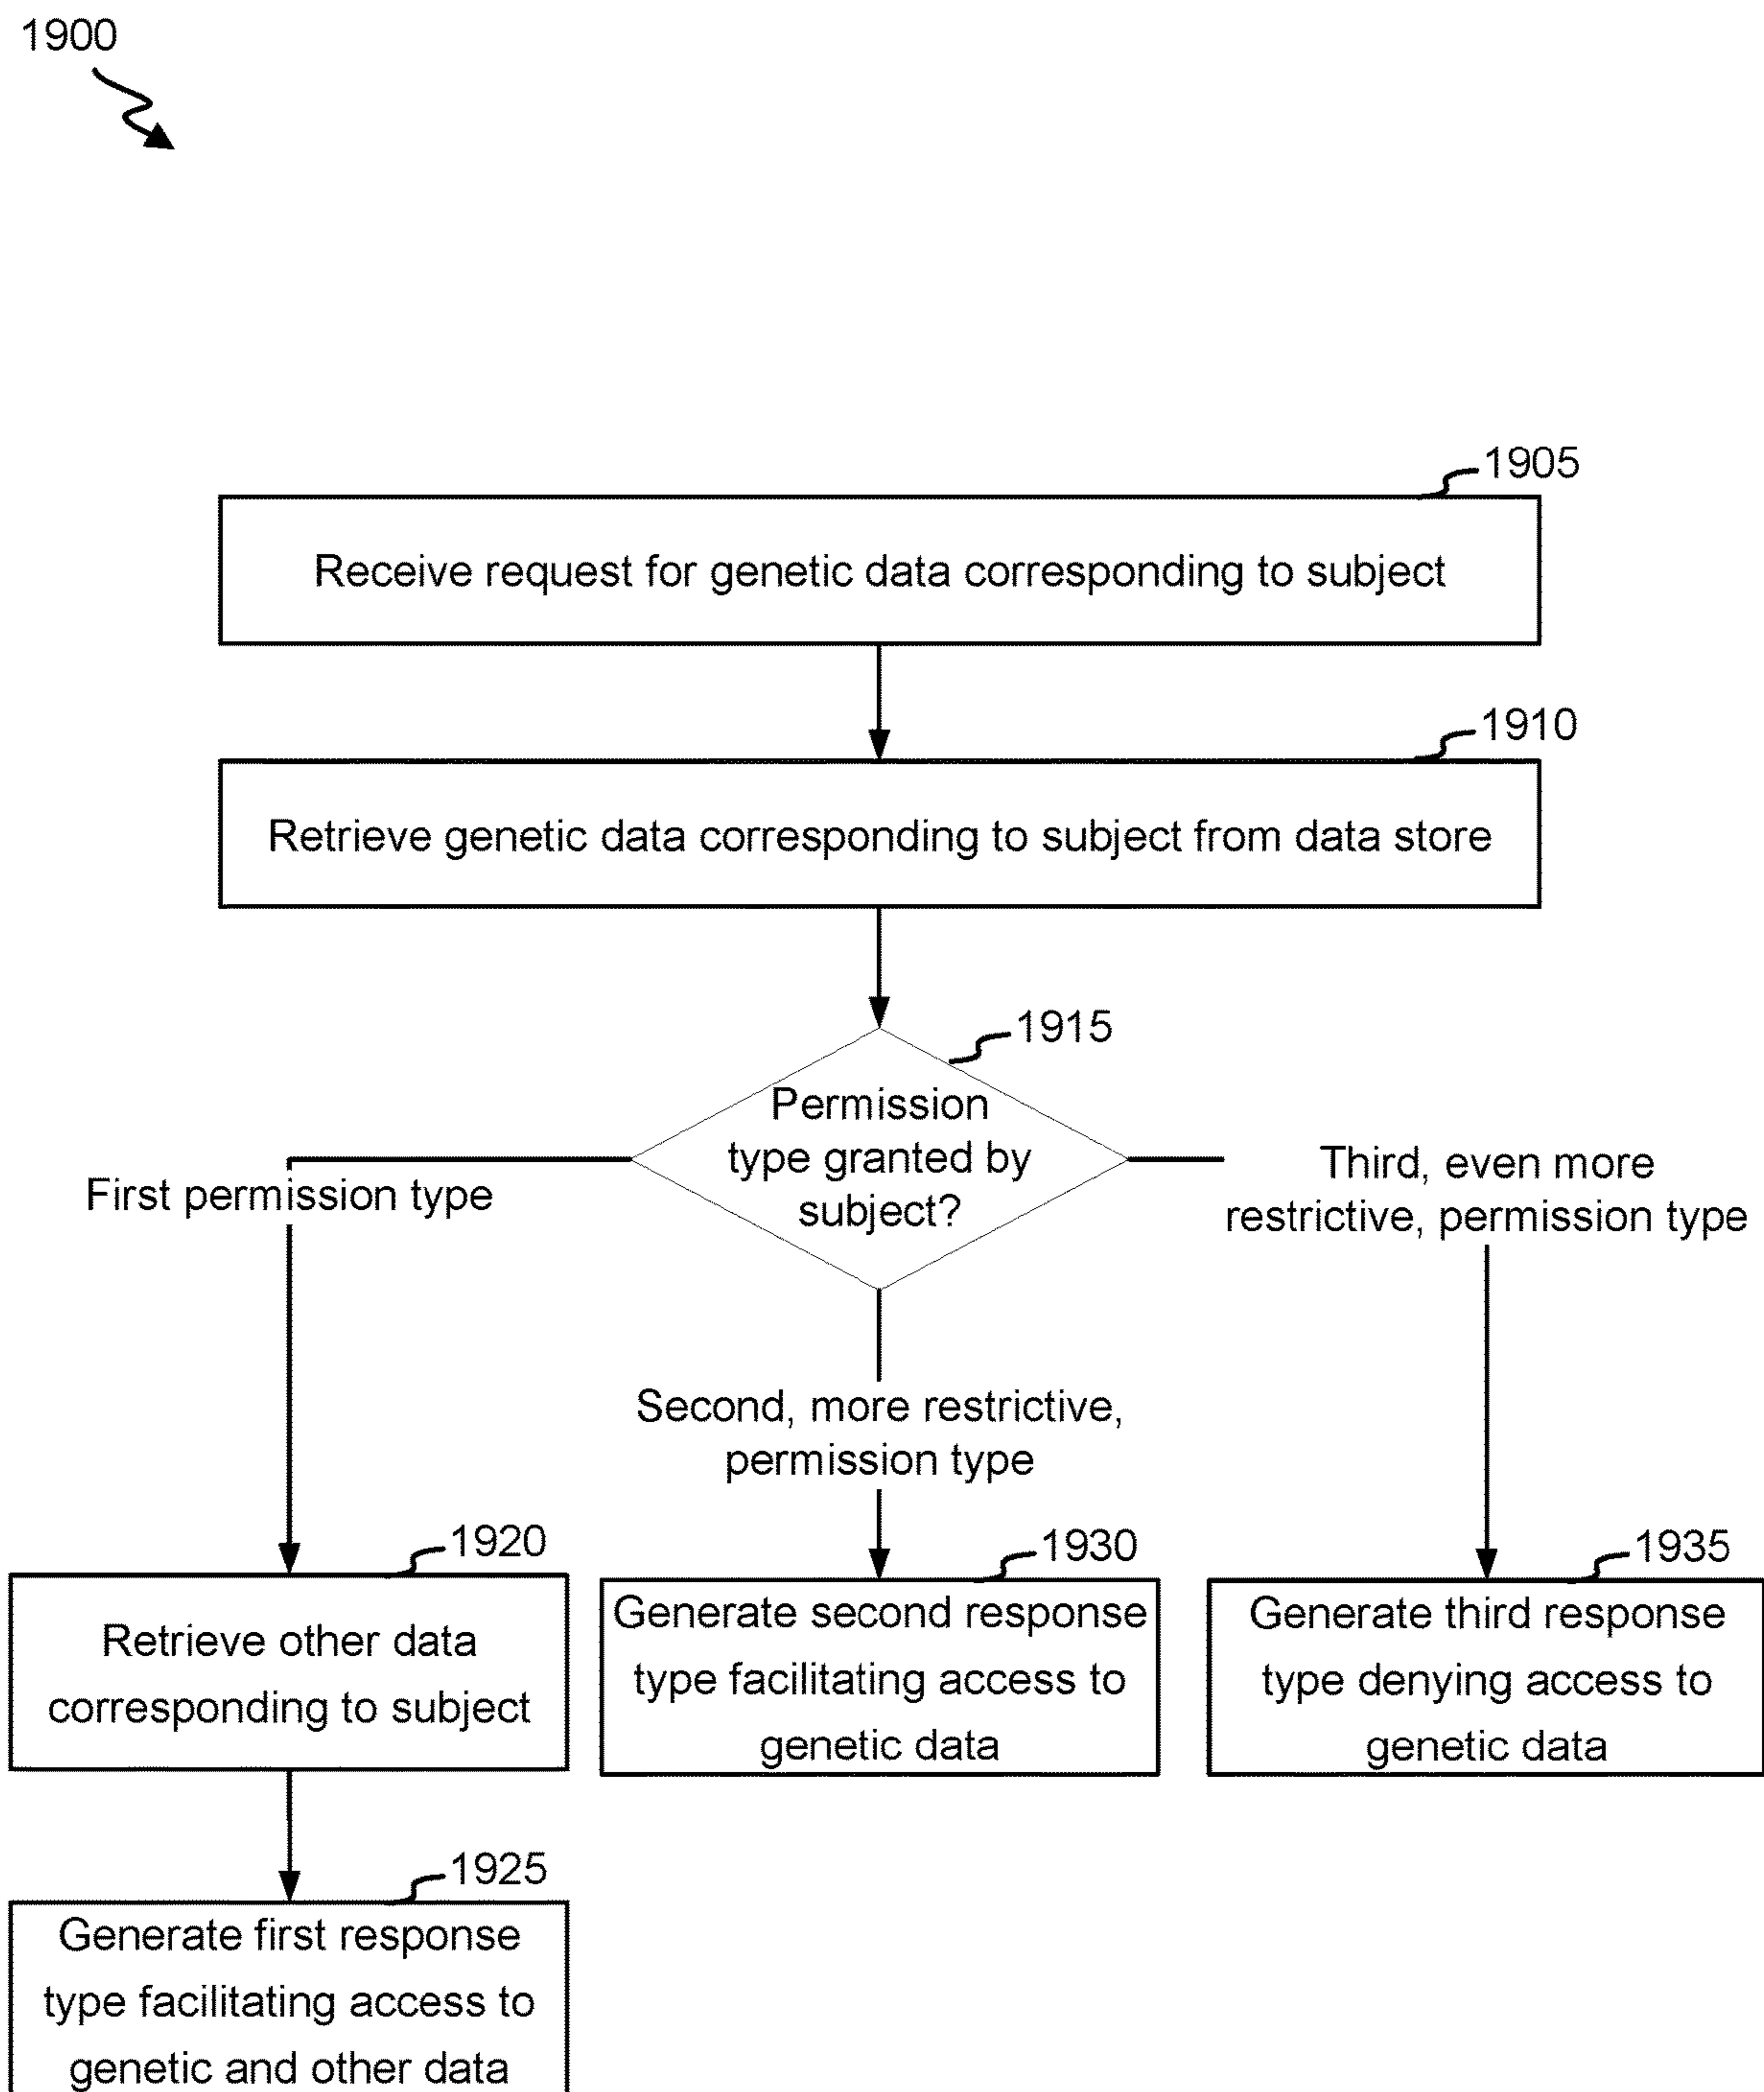 1900
1905
Receive request for genetic data corresponding to subject
1910
Retrieve genetic data corresponding to subject from data store
1915
Permission
type granted by
subject?
First permission type
Third, even more
restrictive, permission type
Second, more restrictive,
permission type
1920
Retrieve other data
corresponding to subject
1930
Generate second response
type facilitating access to
genetic data
1935
Generate third response
type denying access to
genetic data
1925
Generate first response
type facilitating access to
genetic and other data